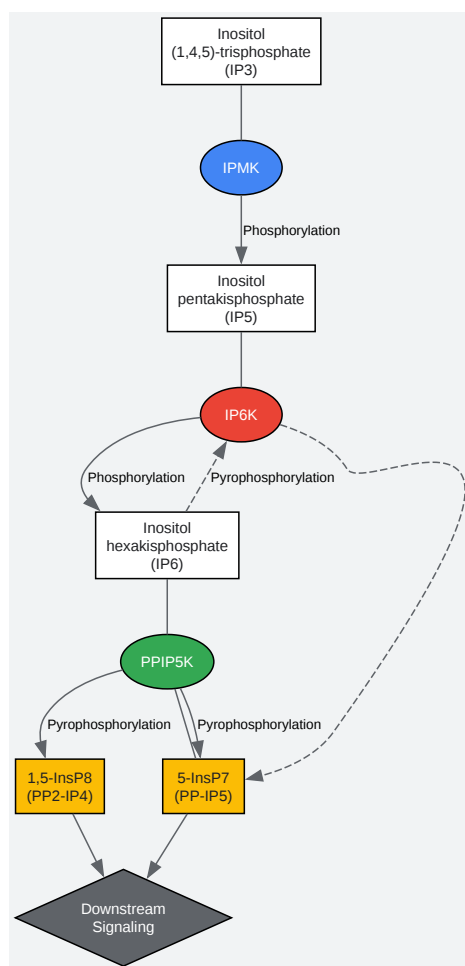 Inositol
(1,4,5)-trisphosphate
(IP3)
IPMK
Phosphorylation
Inositol
pentakisphosphate
(IP5)
IP6K
Phosphorylation
Pyrophosphorylation
Inositol
hexakisphosphate
(IP6)
PPIP5K
Pyrophosphorylation
Pyrophosphorylation
1,5-InsP8
(PP2-IP4)
5-InsP7
(PP-IP5)
Downstream
Signaling